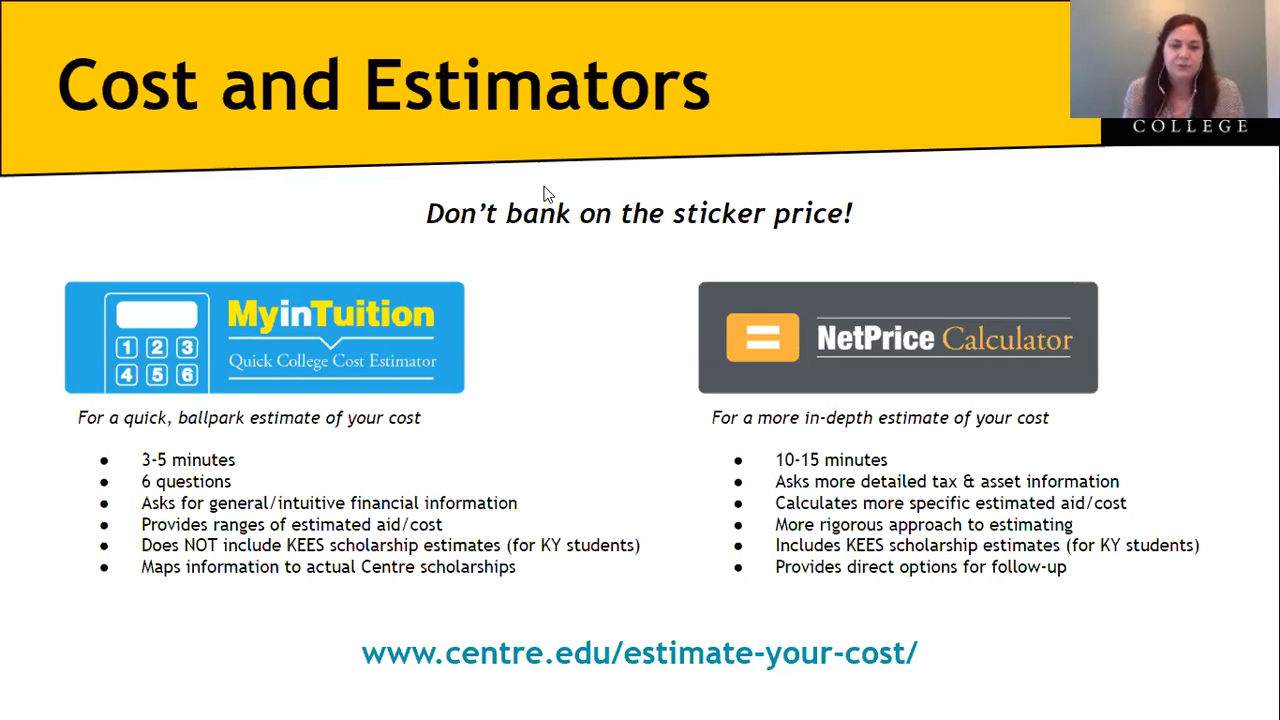 Cost and Estimators
COLLEGE
Don't bank on the sticker price!
1 2 3
4 5 6
MyinTuition
Quick College Cost Estimator
NetPrice Calculator
For a quick, ballpark estimate of your cost
● 3-5 minutes
● 6 questions
● Asks for general/intuitive financial information
● Provides ranges of estimated aid/cost
● Does NOT include KEES scholarship estimates (for KY students)
● Maps information to actual Centre scholarships
For a more in-depth estimate of your cost
● 10-15 minutes
● Asks more detailed tax & asset information
● Calculates more specific estimated aid/cost
● More rigorous approach to estimating
● Includes KEES scholarship estimates (for KY students)
● Provides direct options for follow-up
www.centre.edu/estimate-your-cost/